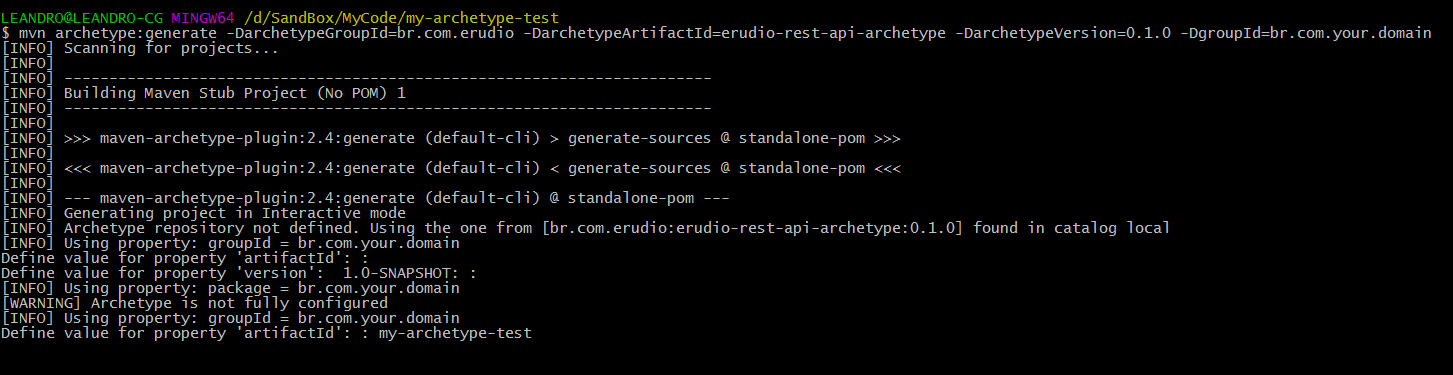 LEANDRO@LEANDRO-CG MINGW64 /d/SandBox/MyCode/my-archetype-test
$ mvn archetype:generate -DarchetypeGroupId=br.com.erudio -DarchetypeArtifactId=erudio-rest-api-archetype -DarchetypeVersion=0.1.0 -DgroupId=br.com.your.domain
[INFO] Scanning for projects...
[INFO]
[INFO] ------------------------------------------------------------------------
[INFO] Building Maven Stub Project (No POM) 1
[INFO] ------------------------------------------------------------------------
[INFO]
[INFO] >>> maven-archetype-plugin:2.4:generate (default-cli) > generate-sources @ standalone-pom >>>
[INFO]
[INFO] <<< maven-archetype-plugin:2.4:generate (default-cli) < generate-sources @ standalone-pom <<<
[INFO]
[INFO] --- maven-archetype-plugin:2.4:generate (default-cli) @ standalone-pom ---
[INFO] Generating project in Interactive mode
[INFO] Archetype repository not defined. Using the one from [br.com.erudio:erudio-rest-api-archetype:0.1.0] found in catalog local
[INFO] Using property: groupId = br.com.your.domain
Define value for property 'artifactId': :
Define value for property 'version':  1.0-SNAPSHOT: :
[INFO] Using property: package = br.com.your.domain
[WARNING] Archetype is not fully configured
[INFO] Using property: groupId = br.com.your.domain
Define value for property 'artifactId': : my-archetype-test